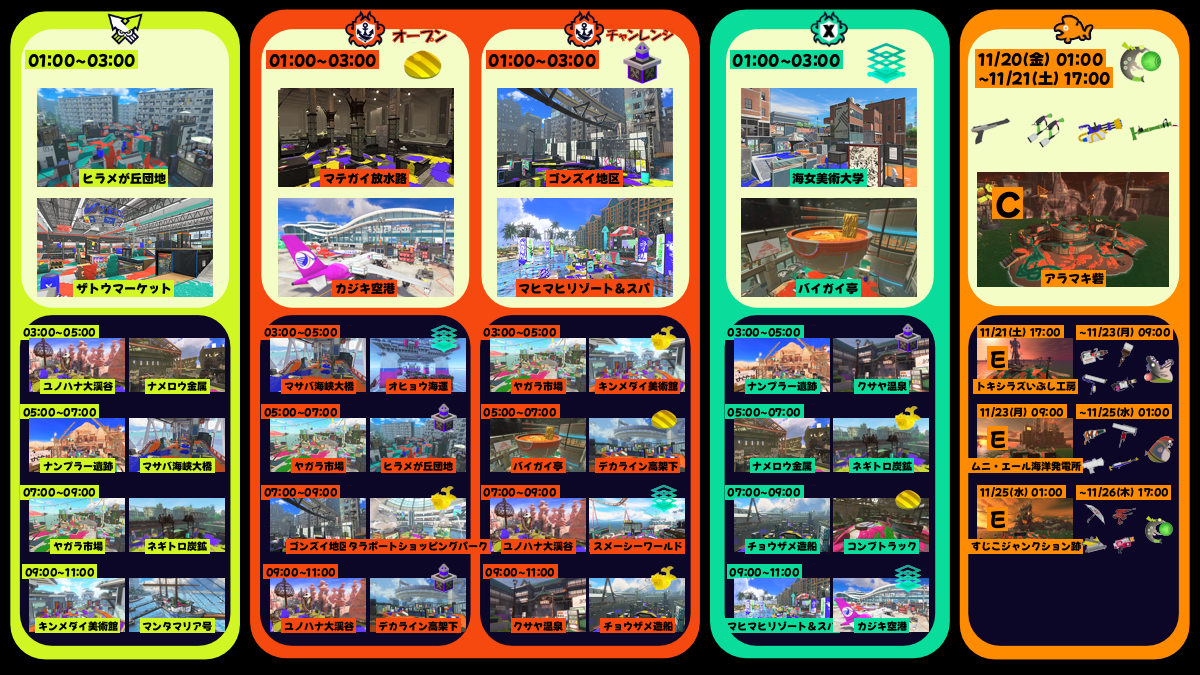 01:00~03:00
ヒラメが丘団地
ザトウマーケット
03:00~05:00
ユノハナ大渓谷
ナメロウ金属
05:00~07:00
ナンプラー遺跡
マサバ海峡大橋
07:00~09:00
ヤガラ市場
ネギトロ炭鉱
09:00~11:00
キンメダイ美術館
マンタマリア号
オープン
01:00~03:00
マテガイ放水路
カジキ空港
03:00~05:00
マサバ海峡大橋
オヒョウ海運
05:00~07:00
ヤガラ市場
ヒラメが丘団地
07:00~09:00
ゴンズイ地区
タラポートショッピングパーク
09:00~11:00
ユノハナ大渓谷
デカライン高架下
チャレンジ
01:00~03:00
ゴンズイ地区
マヒマヒリゾート&スパ
03:00~05:00
ヤガラ市場
キンメダイ美術館
05:00~07:00
バイガイ亭
デカライン高架下
07:00~09:00
ユノハナ大渓谷
スメーシーワールド
09:00~11:00
クサヤ温泉
チョウザメ造船
X
01:00~03:00
海女美術大学
バイガイ亭
03:00~05:00
ナンプラー遺跡
クサヤ温泉
05:00~07:00
ナメロウ金属
ネギトロ炭鉱
07:00~09:00
チョウザメ造船
コンブトラック
09:00~11:00
マヒマヒリゾート&スパ
カジキ空港
11/20(金) 01:00
~11/21(土) 17:00
C
アラマキ砦
11/21(土) 17:00
~11/23(月) 09:00
E
トキシラズいぶし工房
11/23(月) 09:00
~11/25(水) 01:00
E
ムニ・エール海洋発電所
11/25(水) 01:00
~11/26(木) 17:00
E
すじこジャンクション跡